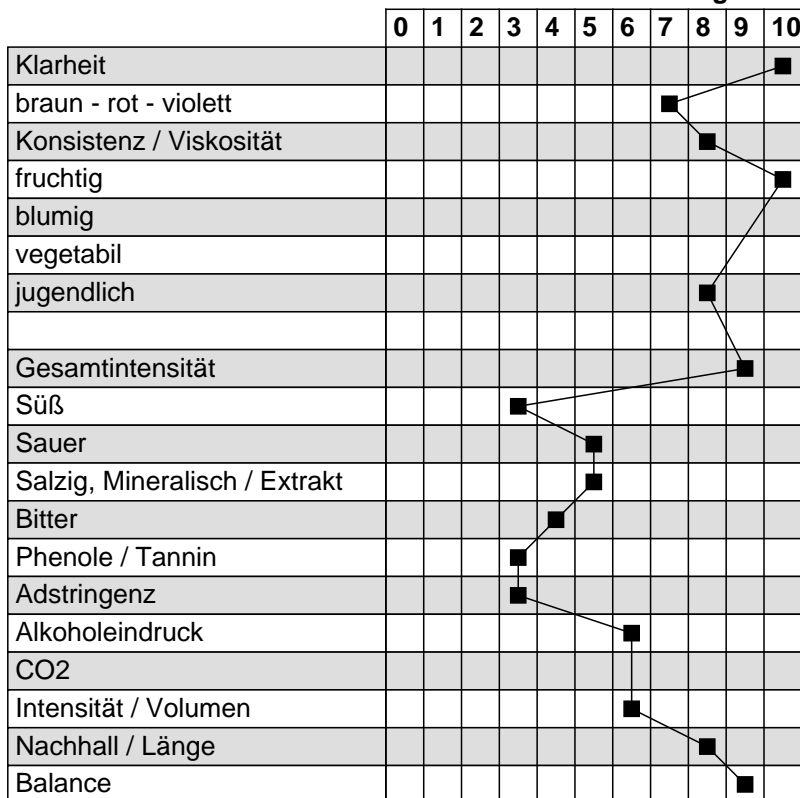 0 1 2 3 4 5 6 7 8 9 10
Klarheit
braun - rot - violett
Konsistenz / Viskosität
fruchtig
blumig
vegetabil
jugendlich
Gesamtintensität
Süß
Sauer
Salzig, Mineralisch / Extrakt
Bitter
Phenole / Tannin
Adstringenz
Alkoholeindruck
CO2
Intensität / Volumen
Nachhall / Länge
Balance